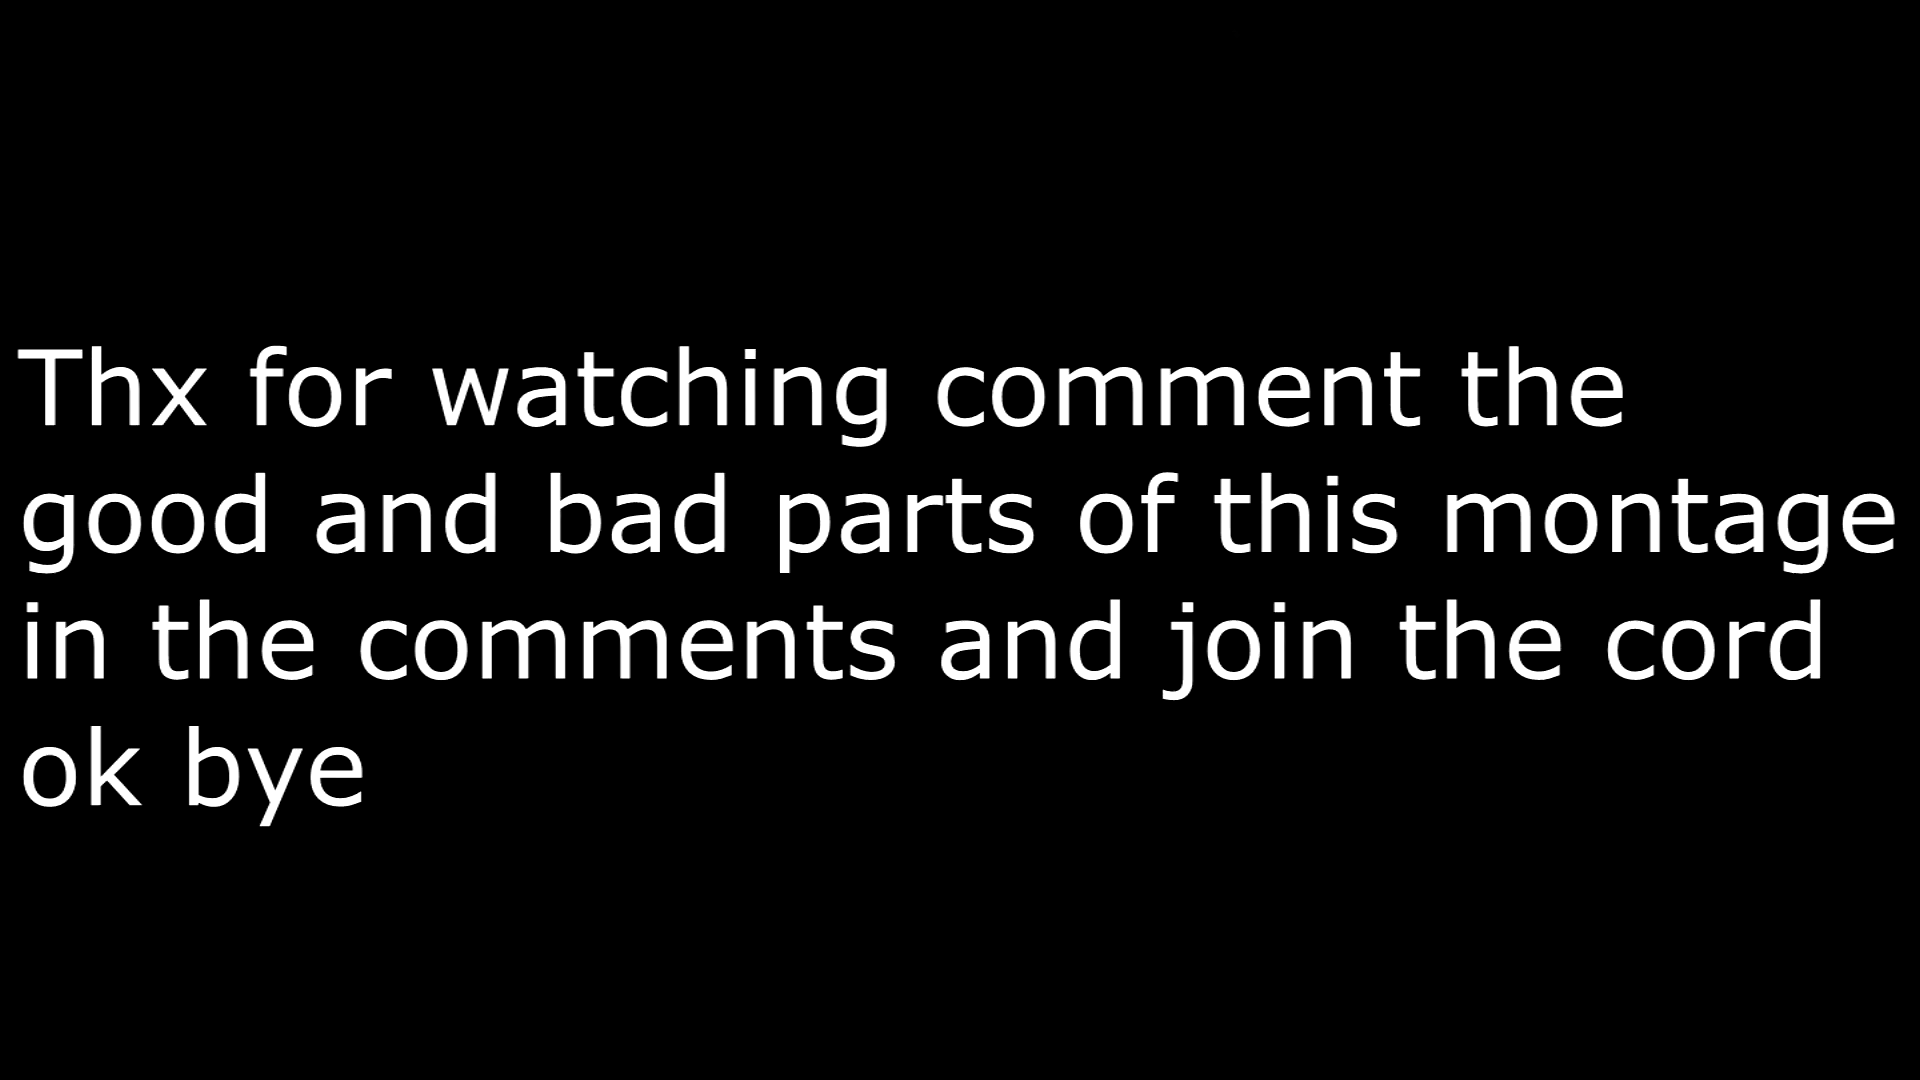 Thx for watching comment the
good and bad parts of this montage
in the comments and join the cord
ok bye